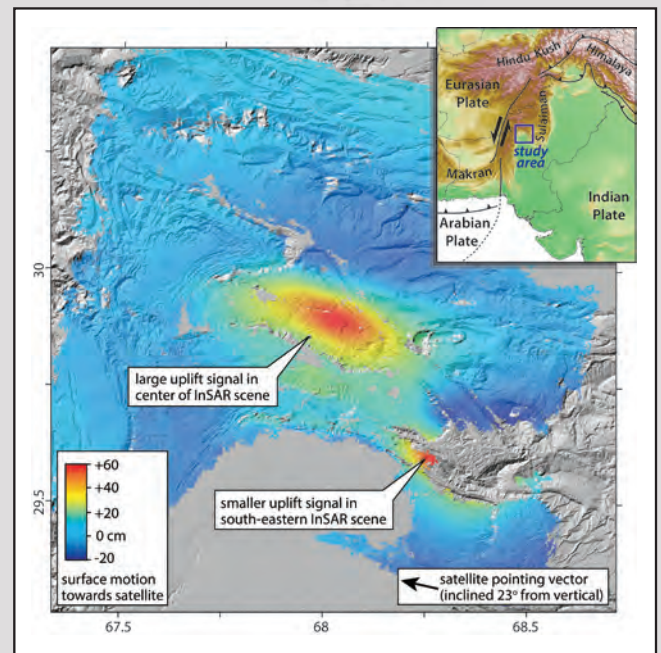 Hindu Kush
Himalaya
Eurasian
Plate
Sulaiman
study
area
Makran
Indian
Plate
Arabian
Plate
30
29.5
large uplift signal in
center of InSAR scene
smaller uplift signal in
south-eastern InSAR scene
+60
+40
+20
0 cm
-20
surface motion
towards satellite
satellite pointing vector
(inclined 23° from vertical)
67.5
68
68.5